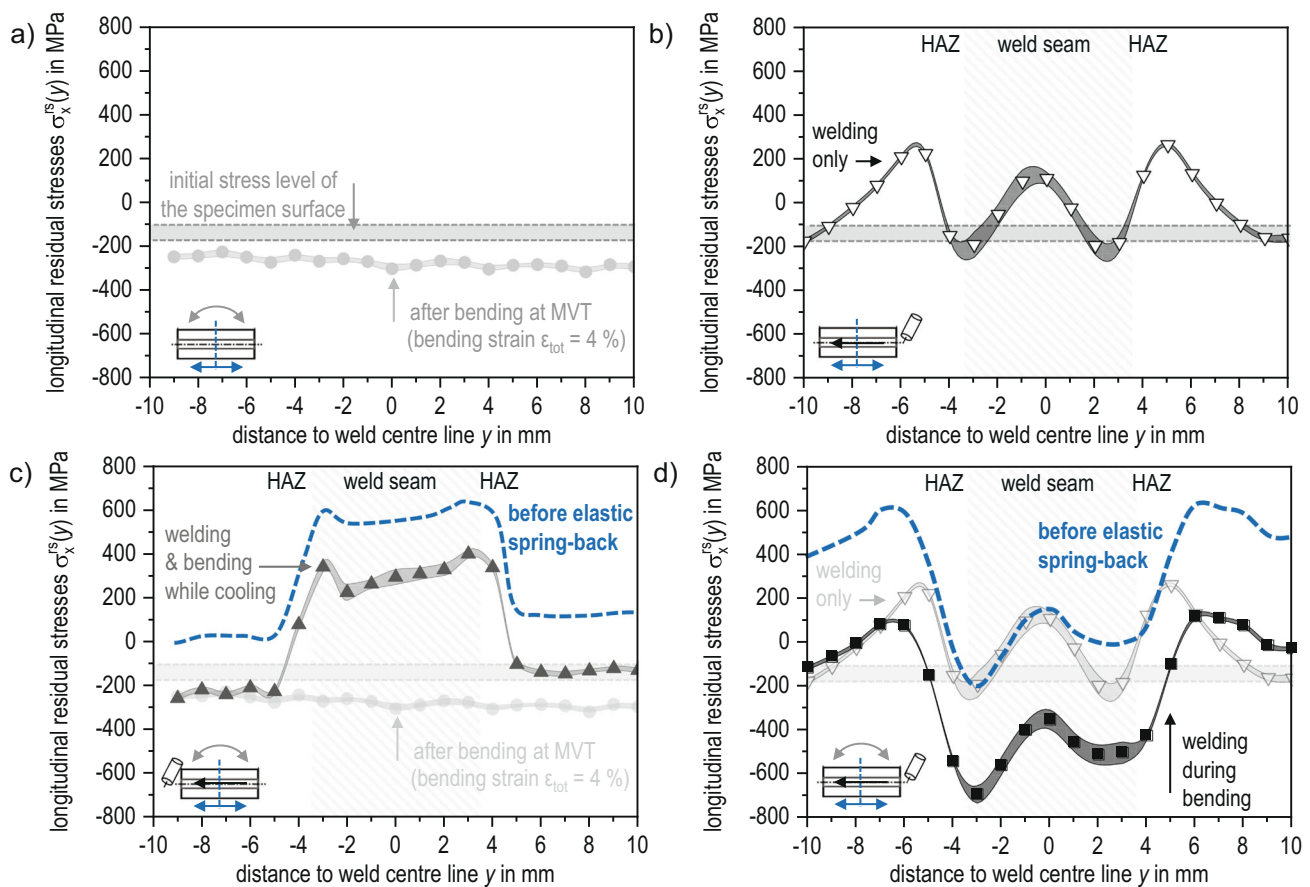 a)
longitudinal residual stresses σₓʳˢ(y) in MPa
800
600
400
200
0
-200
-400
-600
-800
initial stress level of
the specimen surface
after bending at MVT
(bending strain εtot = 4 %)
-10 -8 -6 -4 -2 0 2 4 6 8 10
distance to weld centre line y in mm
b)
longitudinal residual stresses σₓʳˢ(y) in MPa
800
600
400
200
0
-200
-400
-600
-800
HAZ weld seam HAZ
welding
only
-10 -8 -6 -4 -2 0 2 4 6 8 10
distance to weld centre line y in mm
c)
longitudinal residual stresses σₓʳˢ(y) in MPa
800
600
400
200
0
-200
-400
-600
-800
HAZ weld seam HAZ
before elastic
spring-back
welding
& bending
while cooling
after bending at MVT
(bending strain εtot = 4 %)
-10 -8 -6 -4 -2 0 2 4 6 8 10
distance to weld centre line y in mm
d)
longitudinal residual stresses σₓʳˢ(y) in MPa
800
600
400
200
0
-200
-400
-600
-800
HAZ weld seam HAZ
before elastic
spring-back
welding
only
welding
during
bending
-10 -8 -6 -4 -2 0 2 4 6 8 10
distance to weld centre line y in mm